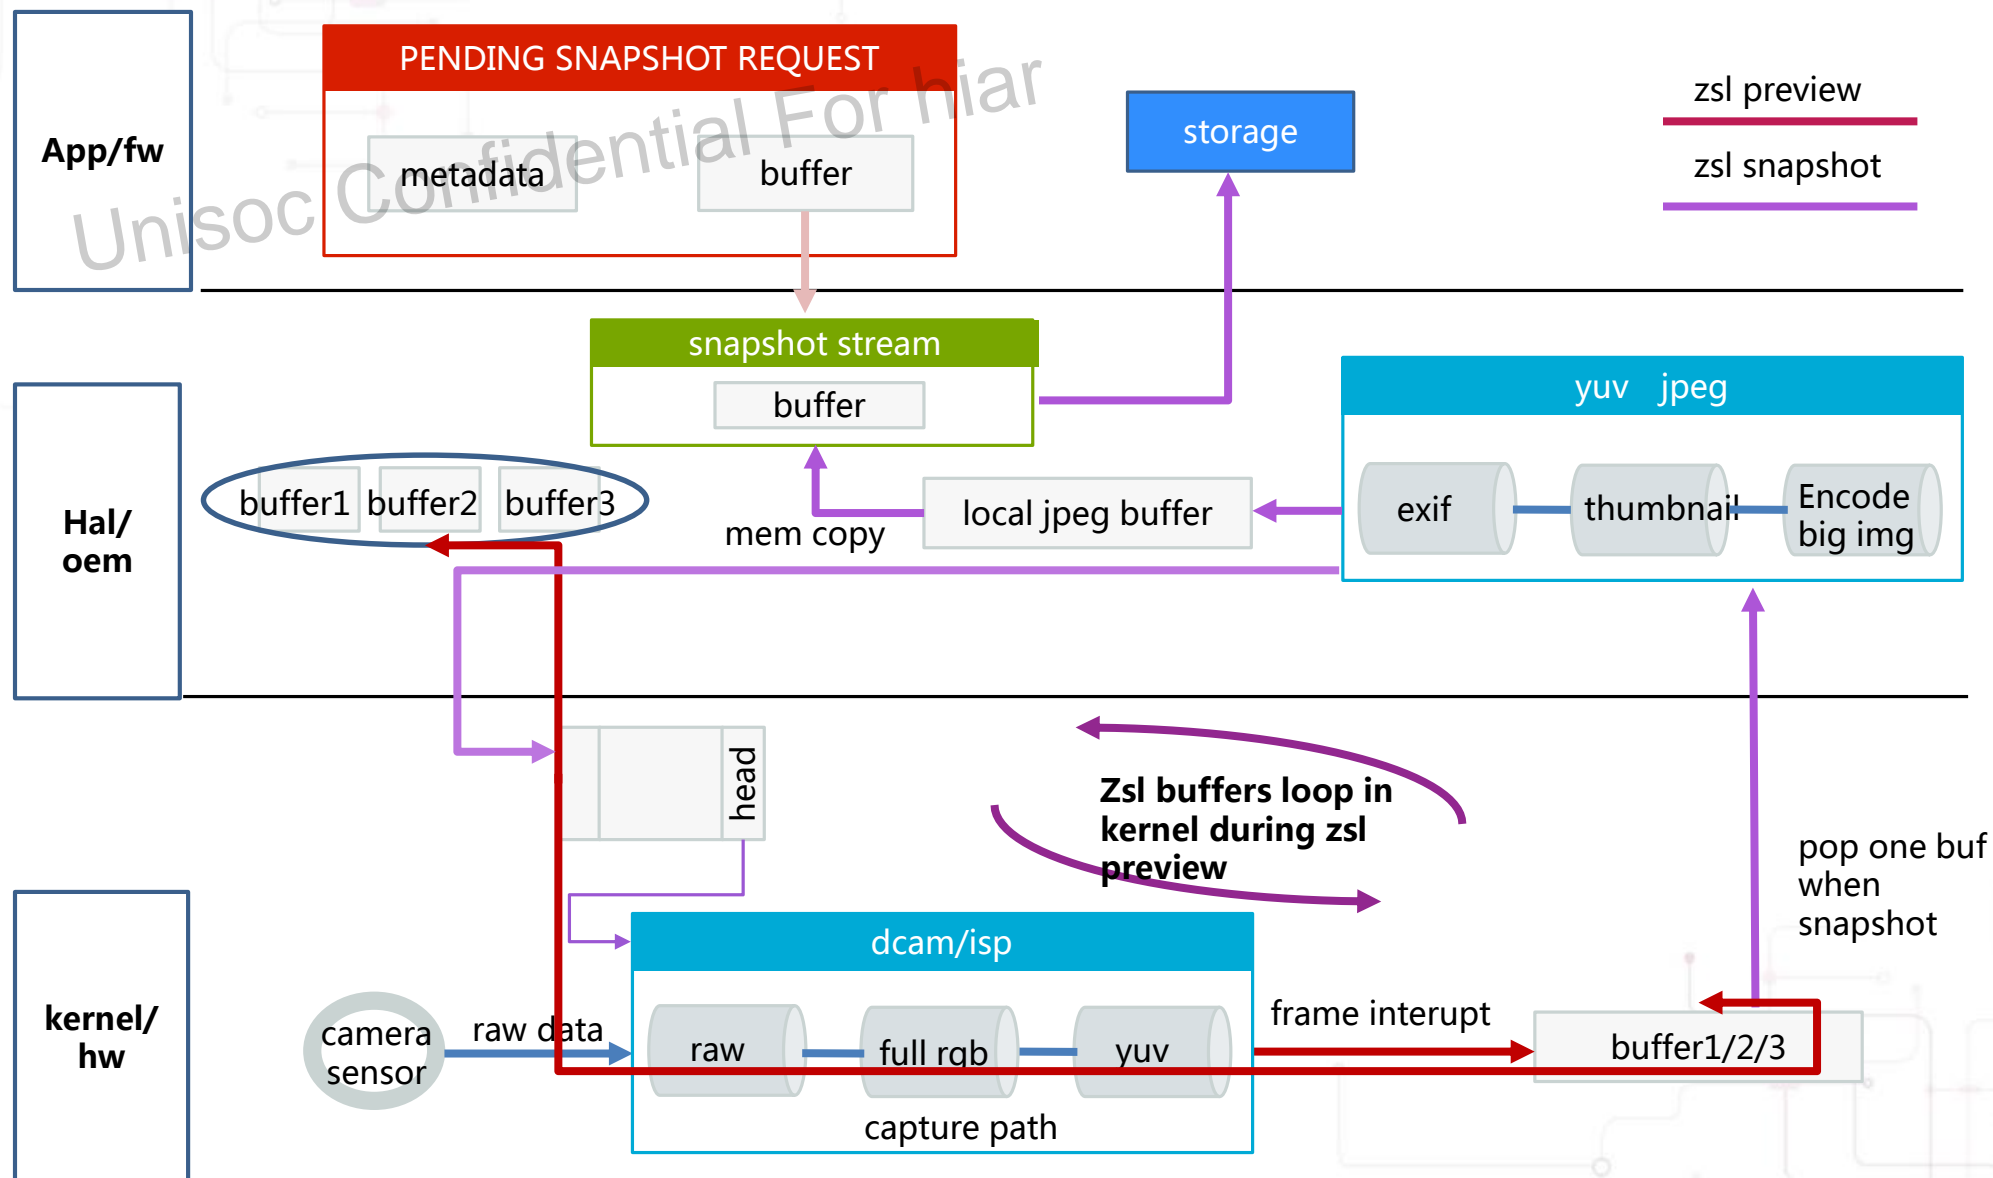 PENDING SNAPSHOT REQUEST
metadata
buffer
App/fw
Unisoc Confidential For hiar
storage
zsl preview
zsl snapshot
snapshot stream
buffer
yuv jpeg
exif
thumbnail
Encode
big img
buffer1
buffer2
buffer3
local jpeg buffer
mem copy
Hal/
oem
head
Zsl buffers loop in
kernel during zsl
preview
pop one buf
when
snapshot
kernel/
hw
camera
sensor
raw data
dcam/isp
raw
full rgb
yuv
capture path
frame interupt
buffer1/2/3